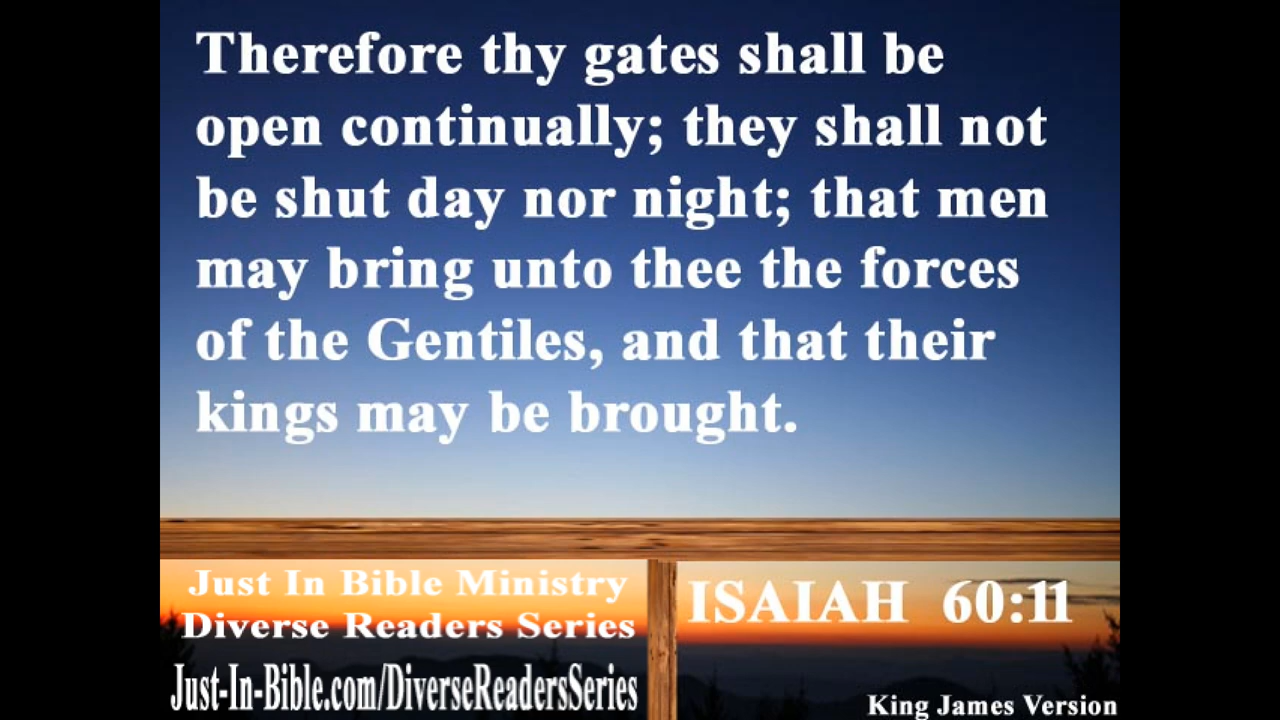 Therefore thy gates shall be
open continually; they shall not
be shut day nor night; that men
may bring unto thee the forces
of the Gentiles, and that their
kings may be brought.
Just In Bible Ministry
Diverse Readers Series
Just-In-Bible.com/DiverseReadersSeries
ISAIAH 60:11
King James Version